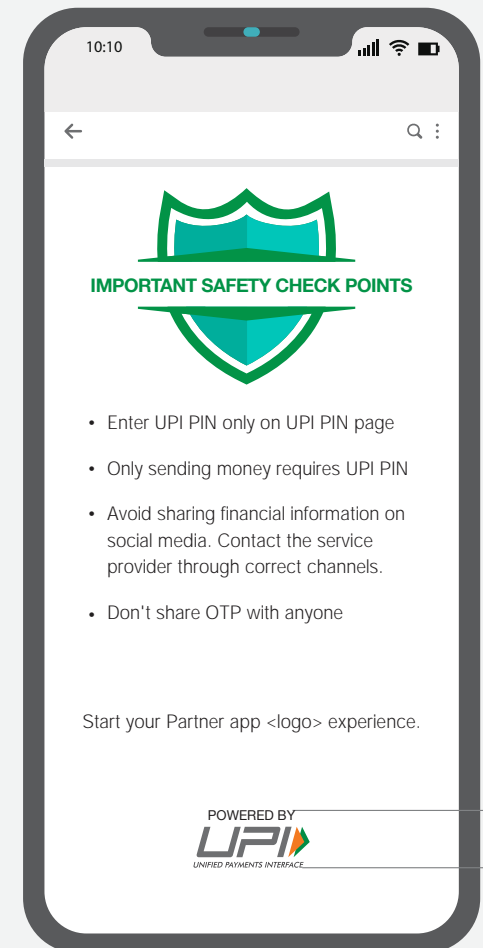 10:10
IMPORTANT SAFETY CHECK POINTS
• Enter UPI PIN only on UPI PIN page
• Only sending money requires UPI PIN
• Avoid sharing financial information on
social media. Contact the service
provider through correct channels.
• Don't share OTP with anyone
Start your Partner app <logo> experience.
POWERED BY
UPI
UNIFIED PAYMENTS INTERFACE